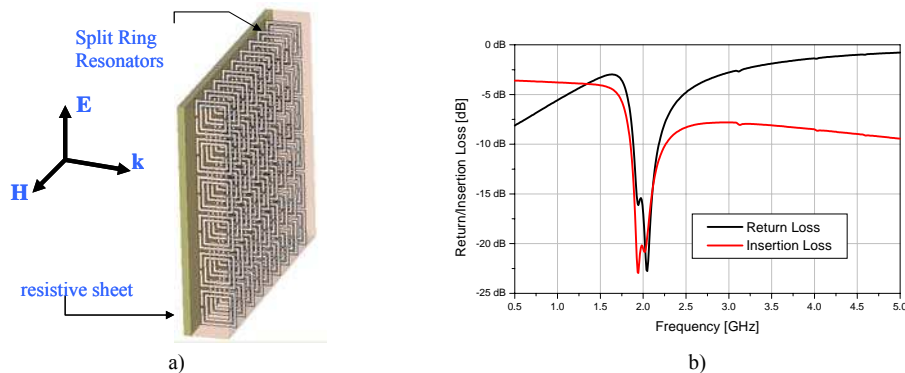 Split Ring
Resonators
E
k
H
resistive sheet
a)
Return/Insertion Loss [dB]
0 dB
-5 dB
-10 dB
-15 dB
-20 dB
-25 dB
Return Loss
Insertion Loss
0.5 1.0 1.5 2.0 2.5 3.0 3.5 4.0 4.5 5.0
Frequency [GHz]
b)